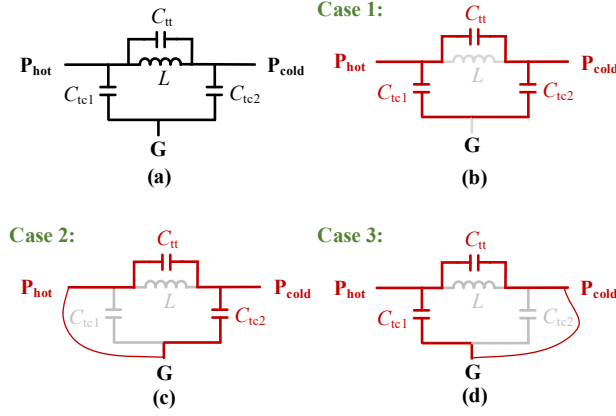 C_tt
P_hot
P_cold
L
C_tc1
C_tc2
G
(a)
Case 1:
C_tt
P_hot
P_cold
L
C_tc1
C_tc2
G
(b)
Case 2:
C_tt
P_hot
P_cold
L
C_tc1
C_tc2
G
(c)
Case 3:
C_tt
P_hot
P_cold
L
C_tc1
C_tc2
G
(d)